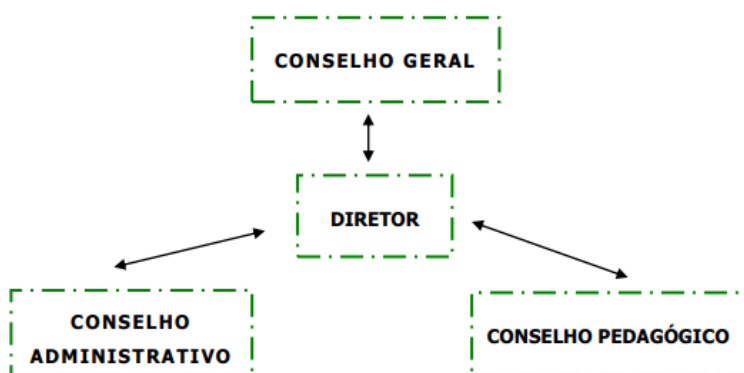 CONSELHO GERAL
DIRETOR
CONSELHO
ADMINISTRATIVO
CONSELHO PEDAGÓGICO